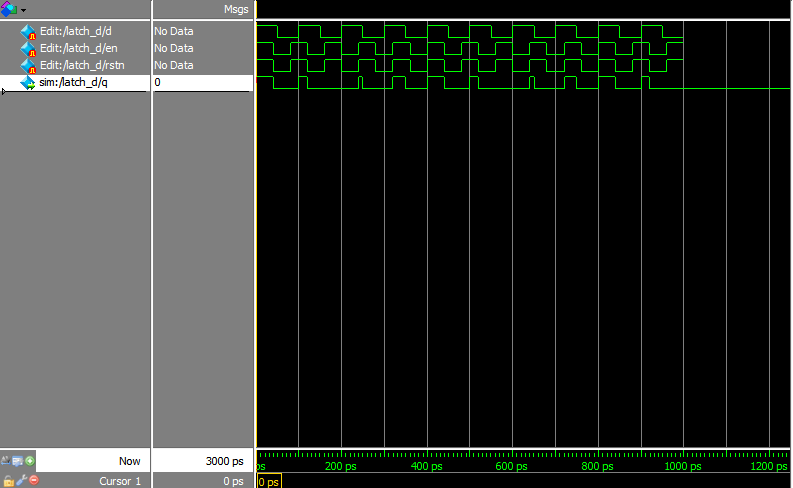 Msgs
Edit:/latch_d/d No Data
Edit:/latch_d/en No Data
Edit:/latch_d/rstn No Data
sim:/latch_d/q 0
Now 3000 ps ps 200 ps 400 ps 600 ps 800 ps 1000 ps 1200 ps
Cursor 1 0 ps 0 ps